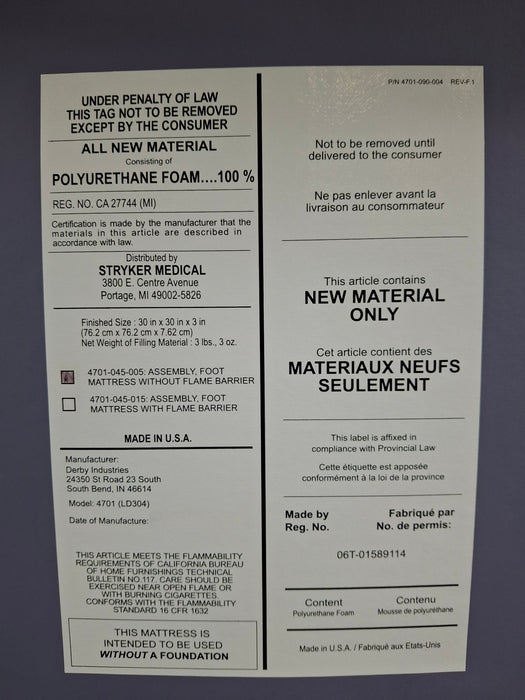 UNDER PENALTY OF LAW
THIS TAG NOT TO BE REMOVED
EXCEPT BY THE CONSUMER
ALL NEW MATERIAL
Consisting of
POLYURETHANE FOAM....100 %
REG. NO. CA 27744 (MI)
Certification is made by the manufacturer that the
materials in this article are described in
accordance with law.
Distributed by
STRYKER MEDICAL
3800 E. Centre Avenue
Portage, MI 49002-5826
Finished Size : 30 in x 30 in x 3 in
(76.2 cm x 76.2 cm x 7.62 cm)
Net Weight of Filling Material : 3 lbs., 3 oz.
4701-045-005: ASSEMBLY, FOOT
MATTRESS WITHOUT FLAME BARRIER
4701-045-015: ASSEMBLY, FOOT
MATTRESS WITH FLAME BARRIER
MADE IN U.S.A.
Manufacturer:
Derby Industries
24350 St Road 23 South
South Bend, IN 46614
Model: 4701 (LD304)
Date of Manufacture:
THIS ARTICLE MEETS THE FLAMMABILITY
REQUIREMENTS OF CALIFORNIA BUREAU
OF HOME FURNISHINGS TECHNICAL
BULLETIN NO.117. CARE SHOULD BE
EXERCISED NEAR OPEN FLAME OR
WITH BURNING CIGARETTES.
CONFORMS WITH THE FLAMMABILITY
STANDARD 16 CFR 1632
THIS MATTRESS IS
INTENDED TO BE USED
WITHOUT A FOUNDATION
P/N 4701-090-004 REV-F.1
Not to be removed until
delivered to the consumer
Ne pas enlever avant la
livraison au consommateur
This article contains
NEW MATERIAL
ONLY
Cet article contient des
MATERIAUX NEUFS
SEULEMENT
This label is affixed in
compliance with Provincial Law
Cette étiquette est apposée
conformément à la loi de la province
Made by Fabriqué par
Reg. No. No. de permis:
06T-01589114
Content Contenu
Polyurethane Foam Mousse de polyuréthane
Made in U.S.A. / Fabriqué aux Etats-Unis